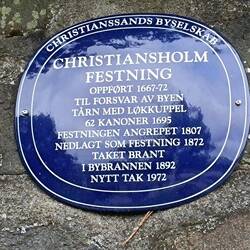 CHRISTIANSSANDS BYSELSKAB
CHRISTIANSHOLM
FESTNING
OPPFØRT 1667-72
TIL FORSVAR AV BYEN
TÅRN MED LØKKUPPEL
62 KANONER 1695
FESTNINGEN ANGREPET 1807
NEDLAGT SOM FESTNING 1872
TAKET BRANT
I BYBRANNEN 1892
NYTT TAK 1972